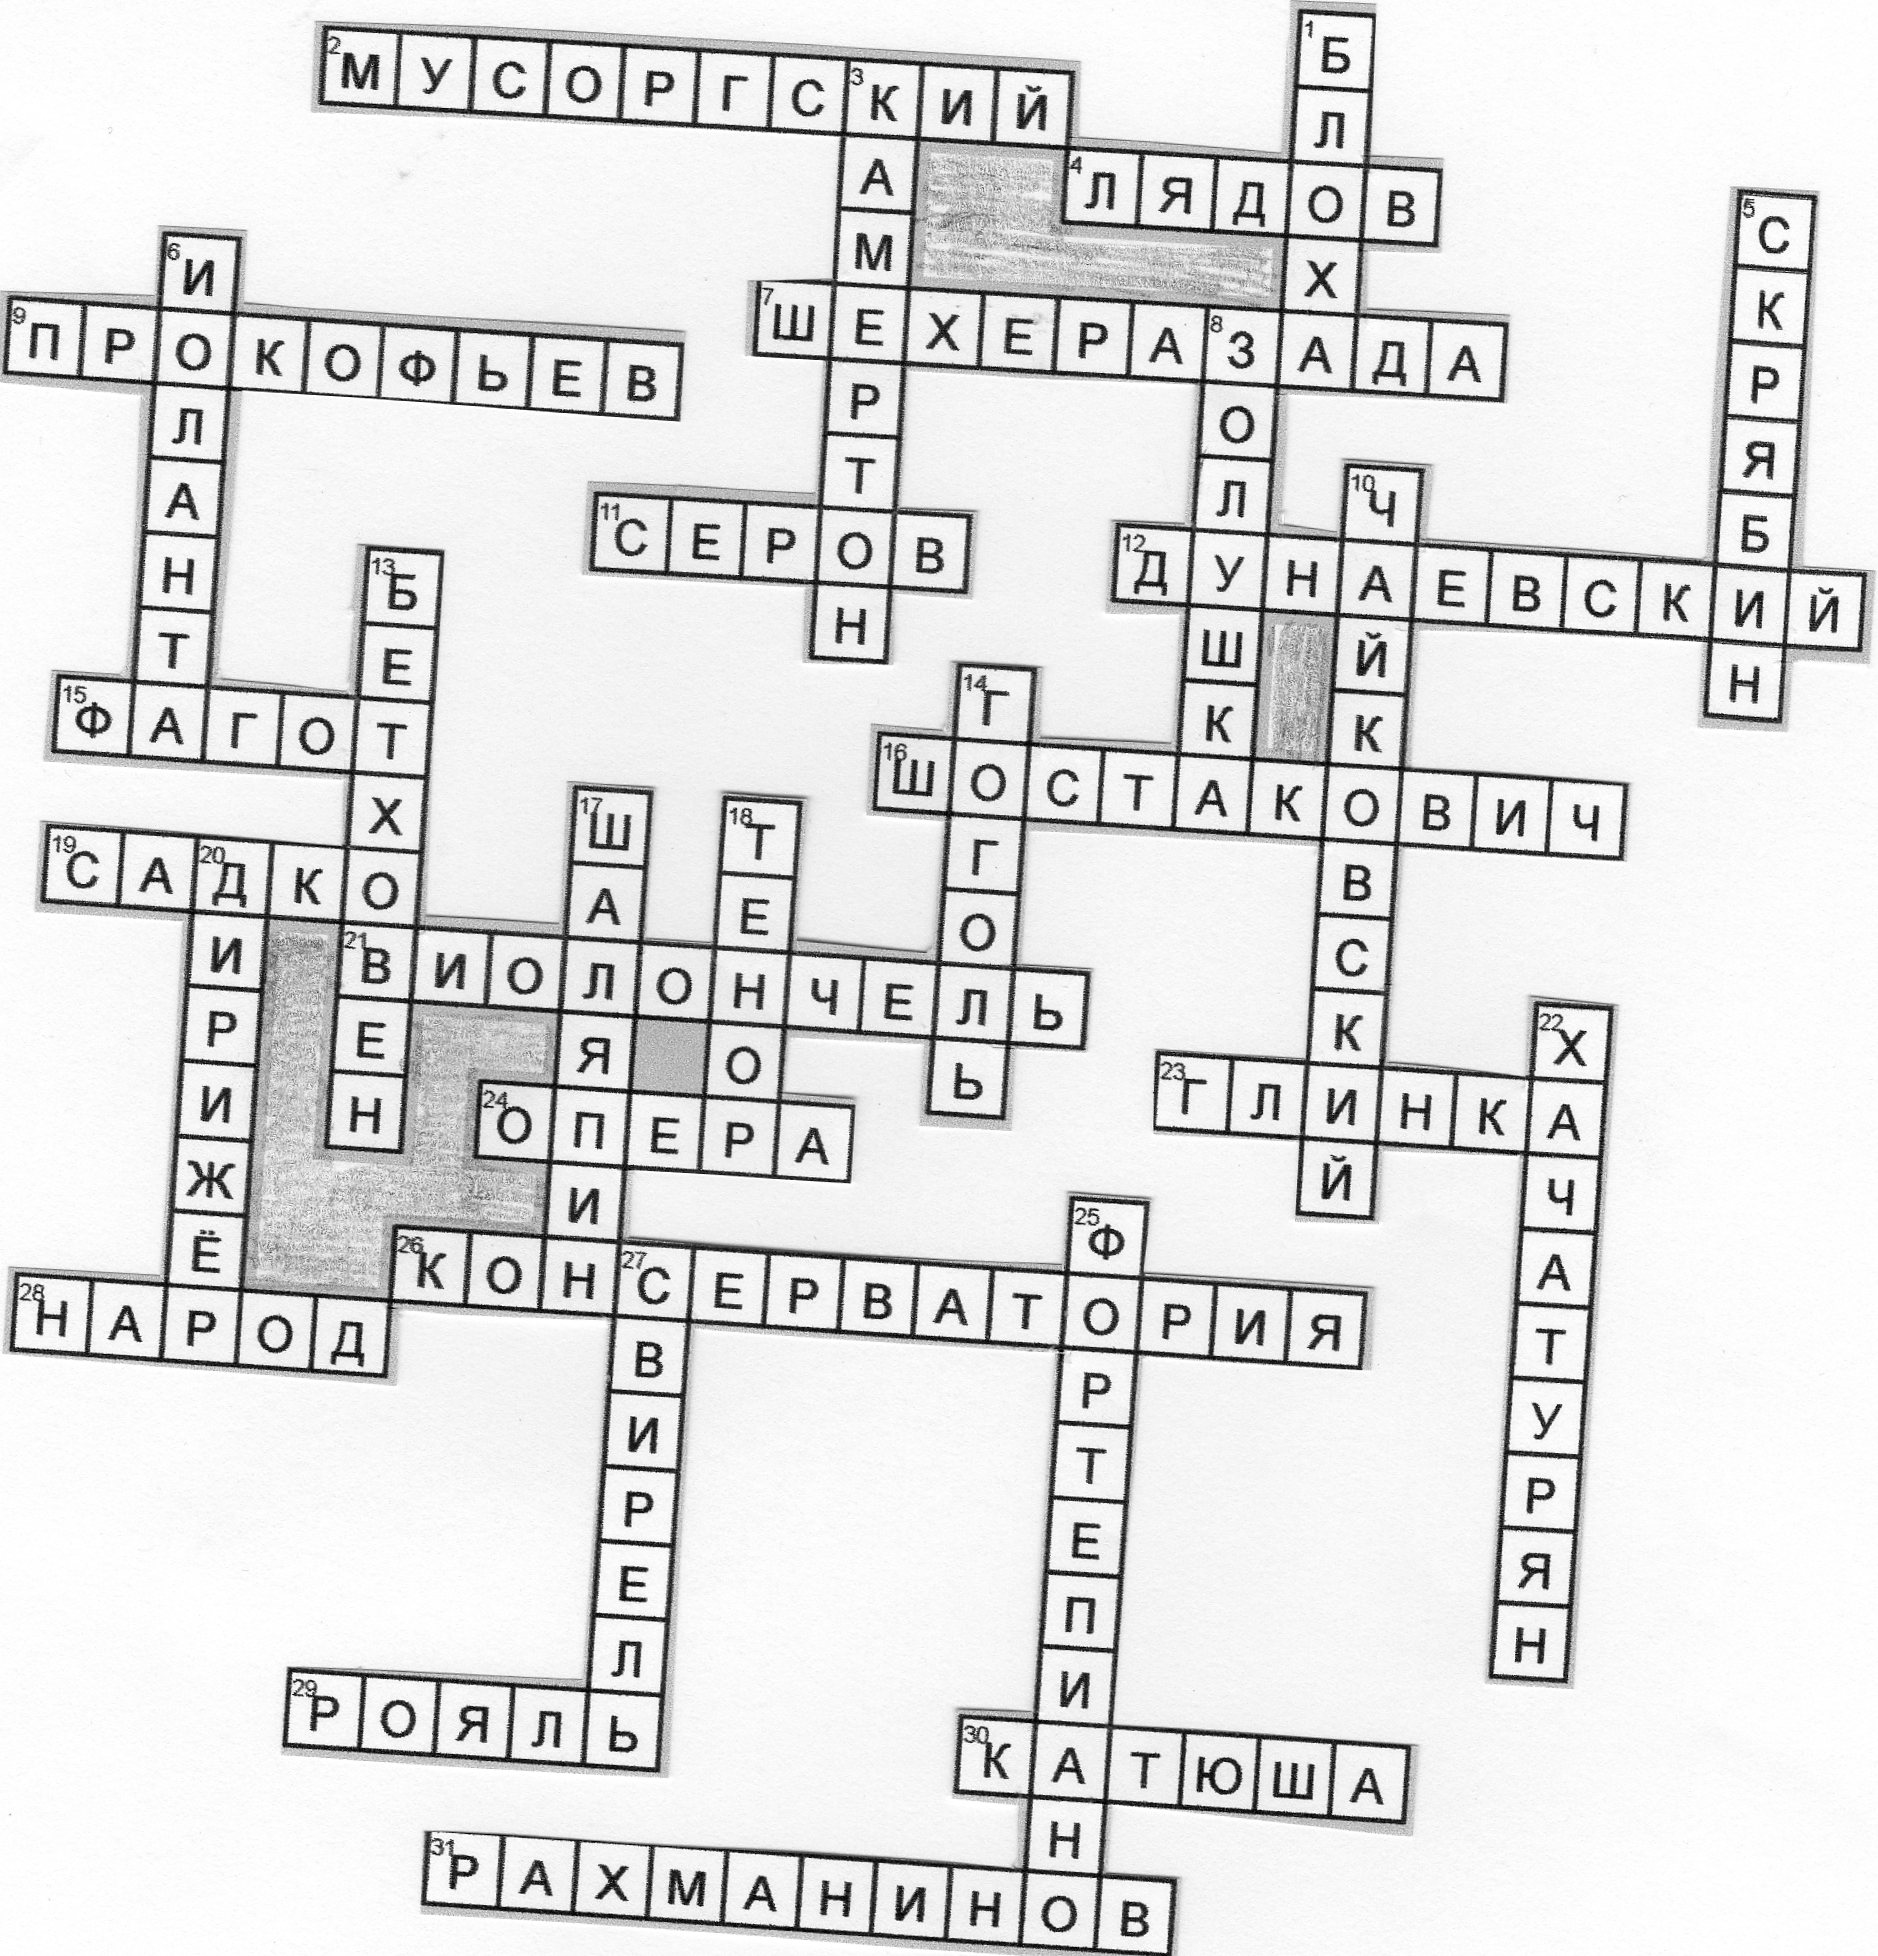 1 БЛОХА
2 МУСОРГСКИЙ
3 КАМЕРТОН
4 ЛЯДОВ
5 СКРЯБИН
6 ИОЛАНТА
7 ШЕХЕРАЗАДА
8 ЗОЛУШКА
9 ПРОКОФЬЕВ
10 ЧАЙКОВСКИЙ
11 СЕРОВ
12 ДУНАЕВСКИЙ
13 БЕТХОВЕН
14 ГОГОЛЬ
15 ФАГОТ
16 ШОСТАКОВИЧ
17 ШАЛЯПИН
18 ТЕНОР
19 САДКО
20 ДИРИЖЁР
21 ВИОЛОНЧЕЛЬ
22 ХАЧАТУРЯН
23 ГЛИНКА
24 ОПЕРА
25 ФОРТЕПИАНО
26 КОНСЕРВАТОРИЯ
27 СВИРЕЛЬ
28 НАРОД
29 РОЯЛЬ
30 КАТЮША
31 РАХМАНИНОВ